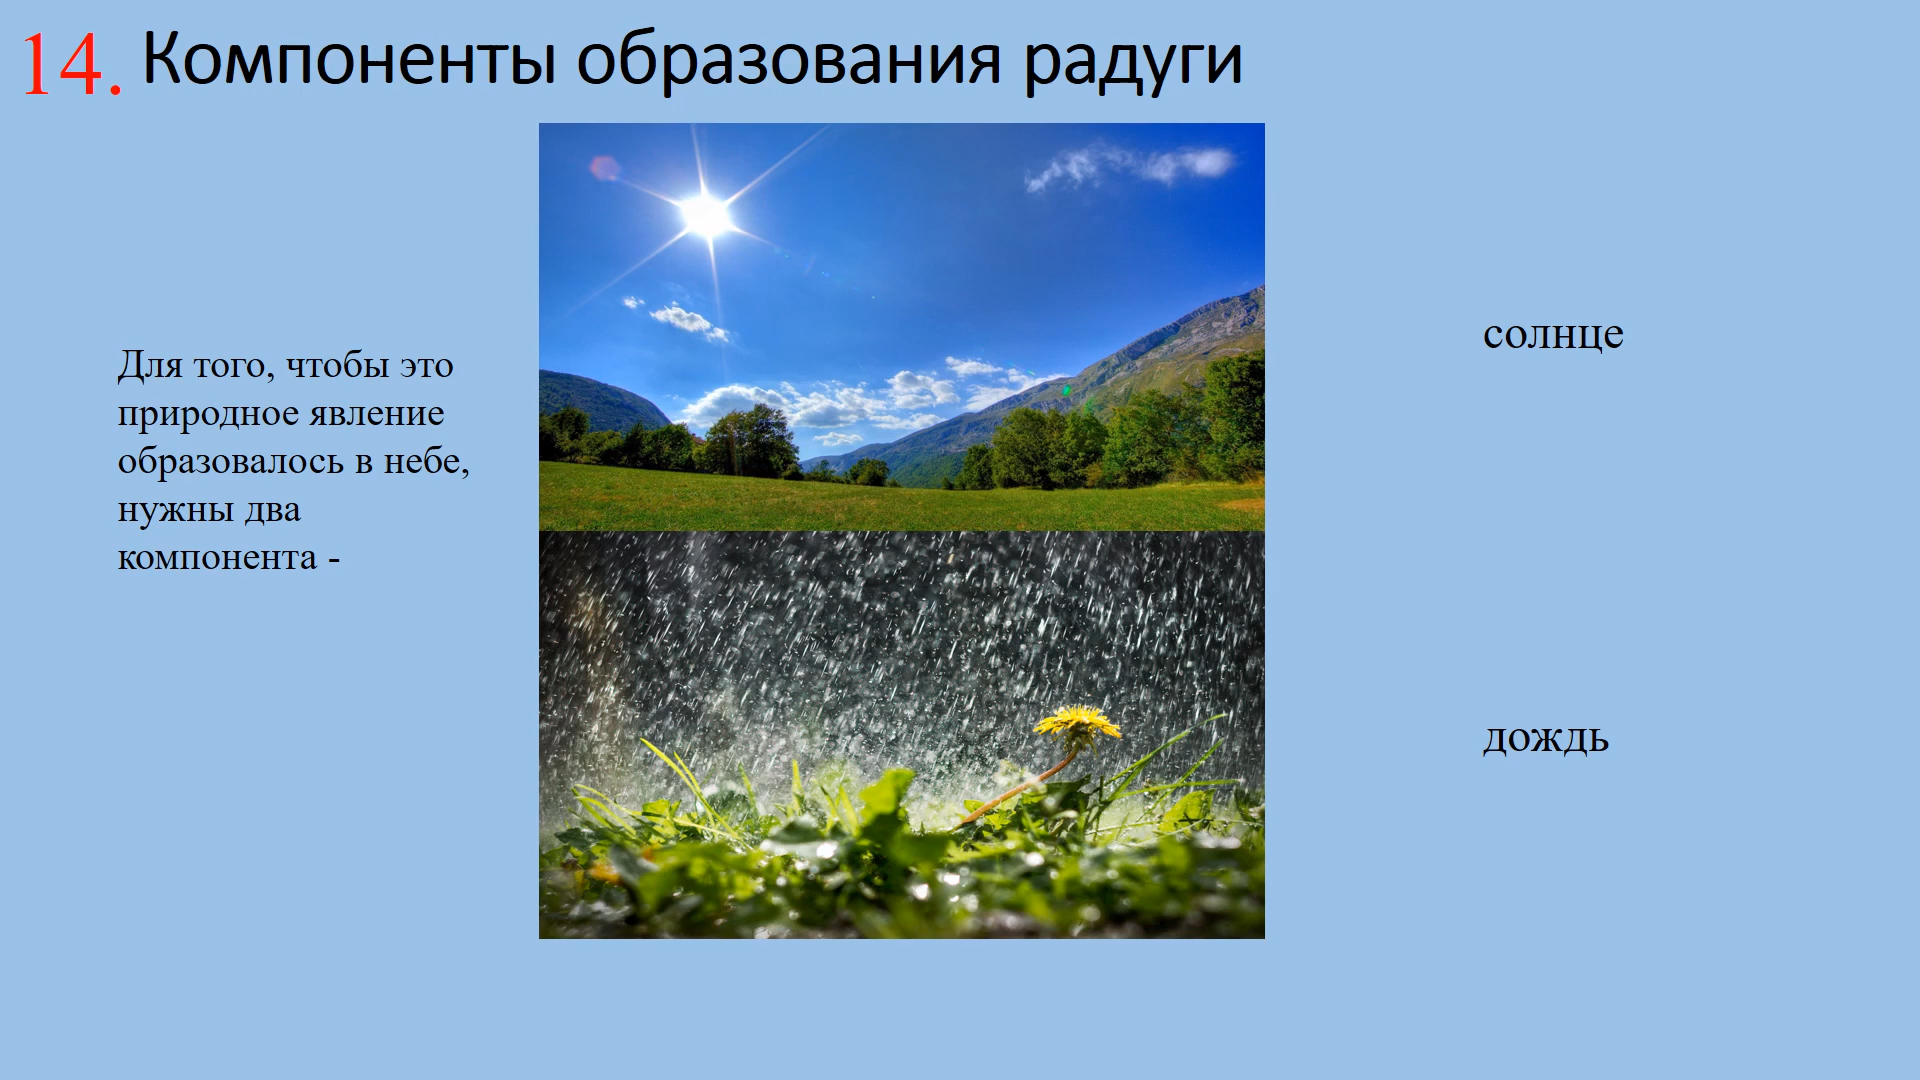 14. Компоненты образования радуги
Для того, чтобы это
природное явление
образовалось в небе,
нужны два
компонента -
солнце
дождь